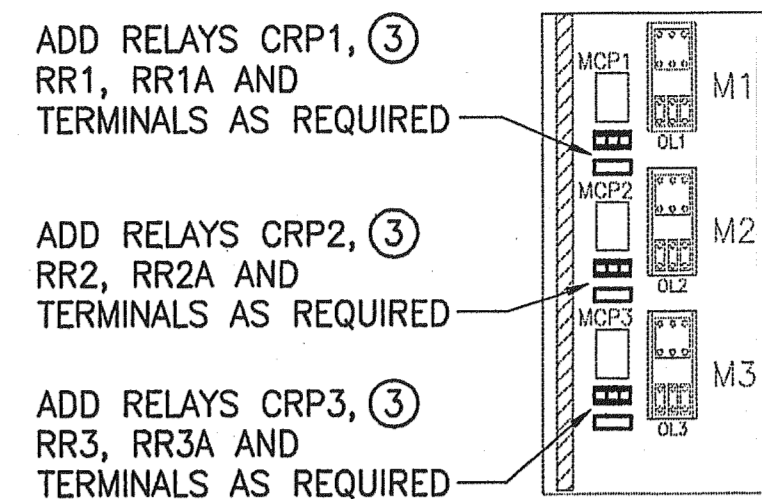 ADD RELAYS CRP1, 3
RR1, RR1A AND
TERMINALS AS REQUIRED
ADD RELAYS CRP2, 3
RR2, RR2A AND
TERMINALS AS REQUIRED
ADD RELAYS CRP3, 3
RR3, RR3A AND
TERMINALS AS REQUIRED
MCP1
M1
OL1
MCP2
M2
OL2
MCP3
M3
OL3